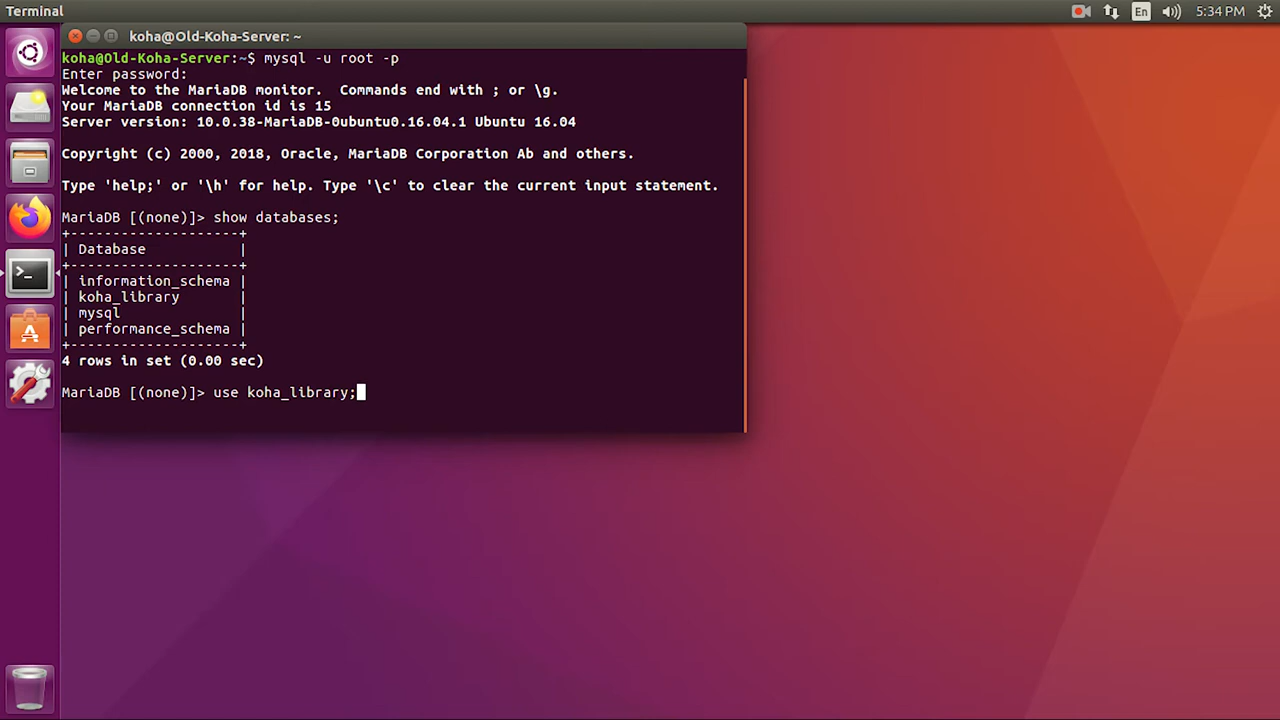 Terminal
En
5:34 PM
koha@Old-Koha-Server: ~
koha@Old-Koha-Server:~$ mysql -u root -p
Enter password:
Welcome to the MariaDB monitor.  Commands end with ; or \g.
Your MariaDB connection id is 15
Server version: 10.0.38-MariaDB-0ubuntu0.16.04.1 Ubuntu 16.04
Copyright (c) 2000, 2018, Oracle, MariaDB Corporation Ab and others.
Type 'help;' or '\h' for help. Type '\c' to clear the current input statement.
MariaDB [(none)]> show databases;
+--------------------+
| Database           |
+--------------------+
| information_schema |
| koha_library       |
| mysql              |
| performance_schema |
+--------------------+
4 rows in set (0.00 sec)
MariaDB [(none)]> use koha_library;